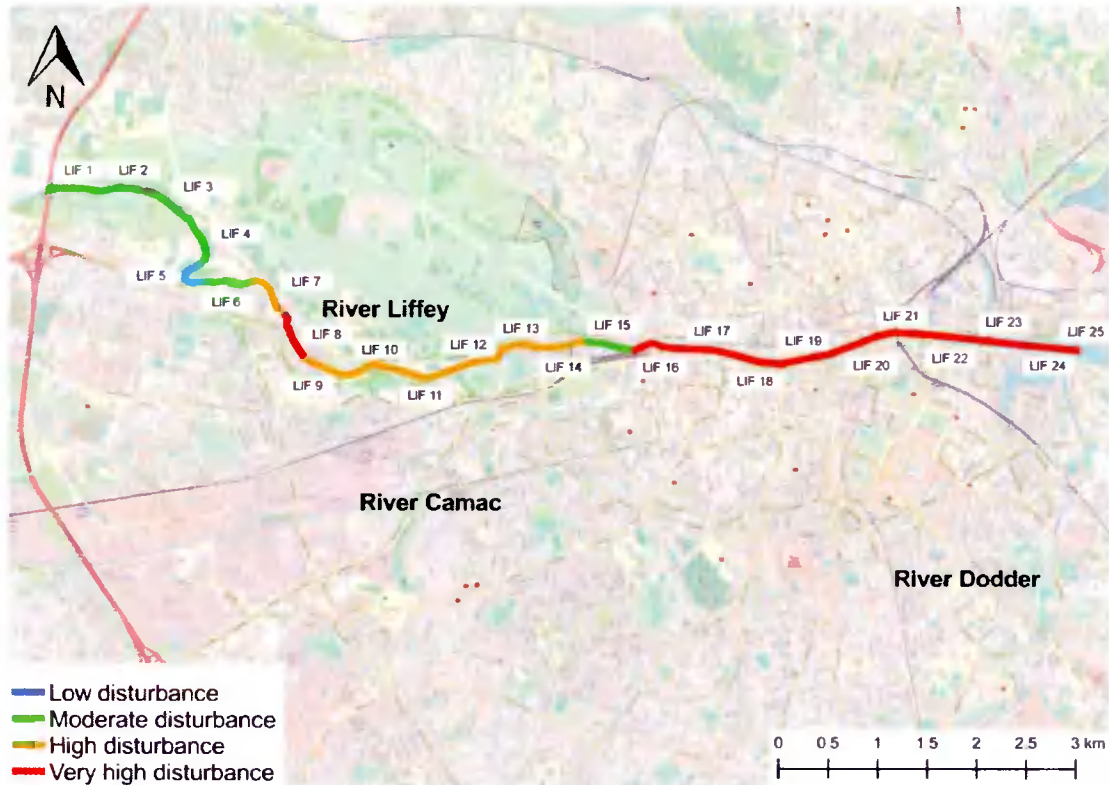 N
LIF 1
LIF 2
LIF 3
LIF 4
LIF 5
LIF 6
LIF 7
River Liffey
LIF 8
LIF 9
LIF 10
LIF 11
LIF 12
LIF 13
LIF 14
LIF 15
LIF 16
LIF 17
LIF 18
LIF 19
LIF 20
LIF 21
LIF 22
LIF 23
LIF 24
LIF 25
River Camac
River Dodder
Low disturbance
Moderate disturbance
High disturbance
Very high disturbance
0 0 5 1 1 5 2 2.5 3 km